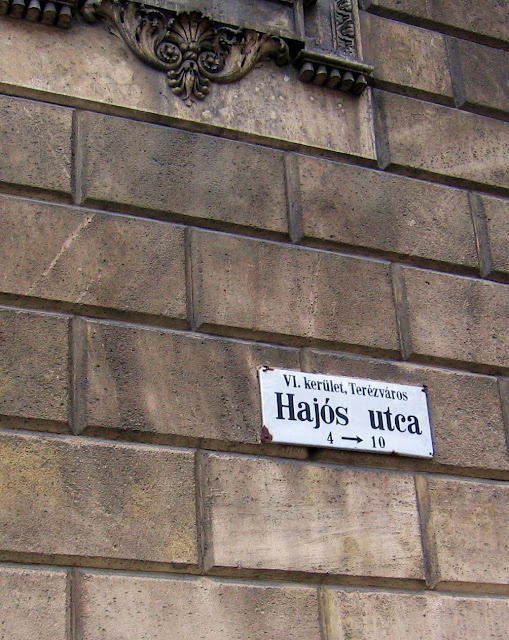 VI. kerület, Terézváros
Hajós utca
4 → 10